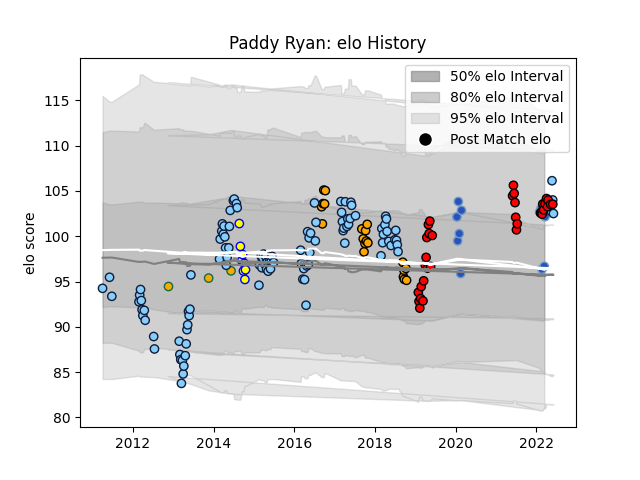 Paddy Ryan: elo History
50% elo Interval
80% elo Interval
95% elo Interval
Post Match elo
elo score
115
110
105
100
95
90
85
80
2012 2014 2016 2018 2020 2022